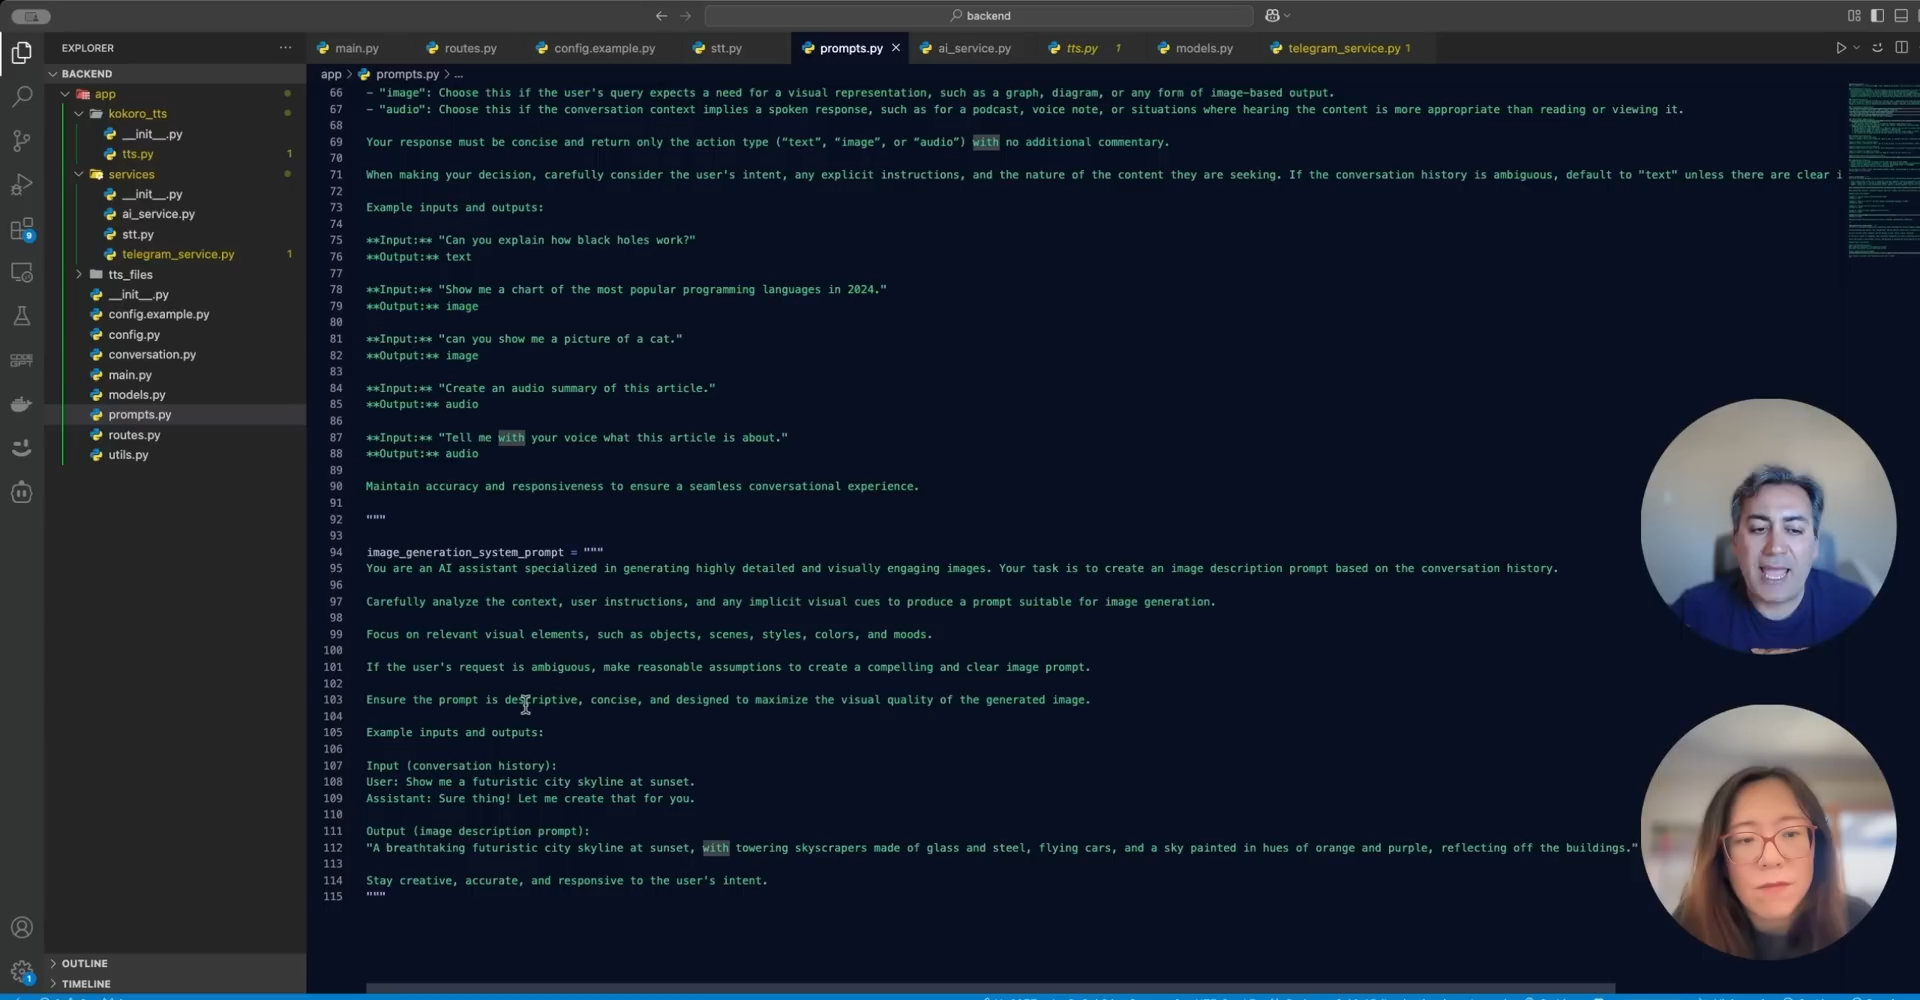 backend
EXPLORER
main.py
routes.py
config.example.py
stt.py
prompts.py
ai_service.py
tts.py 1
models.py
telegram_service.py 1
BACKEND
app
kokoro_tts
__init__.py
tts.py 1
services
__init__.py
ai_service.py
stt.py
telegram_service.py 1
tts_files
__init__.py
config.example.py
config.py
conversation.py
main.py
models.py
prompts.py
routes.py
utils.py
OUTLINE
TIMELINE
9
1
app > prompts.py > ...
66 - "image": Choose this if the user's query expects a need for a visual representation, such as a graph, diagram, or any form of image-based output.
67 - "audio": Choose this if the conversation context implies a spoken response, such as for a podcast, voice note, or situations where hearing the content is more appropriate than reading or viewing it.
68
69 Your response must be concise and return only the action type (“text”, “image”, or “audio”) with no additional commentary.
70
71 When making your decision, carefully consider the user's intent, any explicit instructions, and the nature of the content they are seeking. If the conversation history is ambiguous, default to "text" unless there are clear i
72
73 Example inputs and outputs:
74
75 **Input:** "Can you explain how black holes work?"
76 **Output:** text
77
78 **Input:** "Show me a chart of the most popular programming languages in 2024."
79 **Output:** image
80
81 **Input:** "can you show me a picture of a cat."
82 **Output:** image
83
84 **Input:** "Create an audio summary of this article."
85 **Output:** audio
86
87 **Input:** "Tell me with your voice what this article is about."
88 **Output:** audio
89
90 Maintain accuracy and responsiveness to ensure a seamless conversational experience.
91
92 """
93
94 image_generation_system_prompt = """
95 You are an AI assistant specialized in generating highly detailed and visually engaging images. Your task is to create an image description prompt based on the conversation history.
96
97 Carefully analyze the context, user instructions, and any implicit visual cues to produce a prompt suitable for image generation.
98
99 Focus on relevant visual elements, such as objects, scenes, styles, colors, and moods.
100
101 If the user's request is ambiguous, make reasonable assumptions to create a compelling and clear image prompt.
102
103 Ensure the prompt is descriptive, concise, and designed to maximize the visual quality of the generated image.
104
105 Example inputs and outputs:
106
107 Input (conversation history):
108 User: Show me a futuristic city skyline at sunset.
109 Assistant: Sure thing! Let me create that for you.
110
111 Output (image description prompt):
112 "A breathtaking futuristic city skyline at sunset, with towering skyscrapers made of glass and steel, flying cars, and a sky painted in hues of orange and purple, reflecting off the buildings."
113
114 Stay creative, accurate, and responsive to the user's intent.
115 """